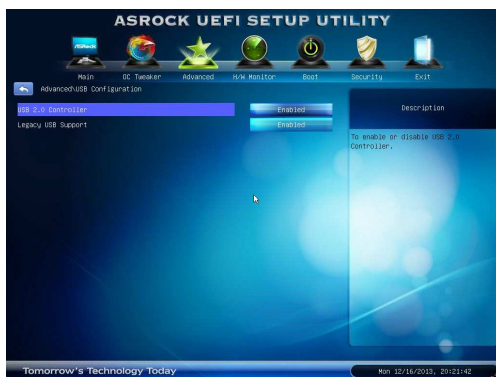 ASROCK UEFI SETUP UTILITY
ASRock
Main OC Tweaker Advanced H/W Monitor Boot Security Exit
Advanced\USB Configuration
USB 2.0 Controller Enabled
Legacy USB Support Enabled
Description
To enable or disable USB 2.0
Controller.
Tomorrow's Technology Today
Mon 12/16/2013, 20:21:42